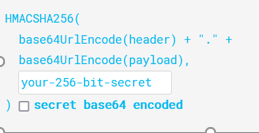 HMACSHA256(
base64UrlEncode(header) + "." +
base64UrlEncode(payload),
your-256-bit-secret
) secret base64 encoded